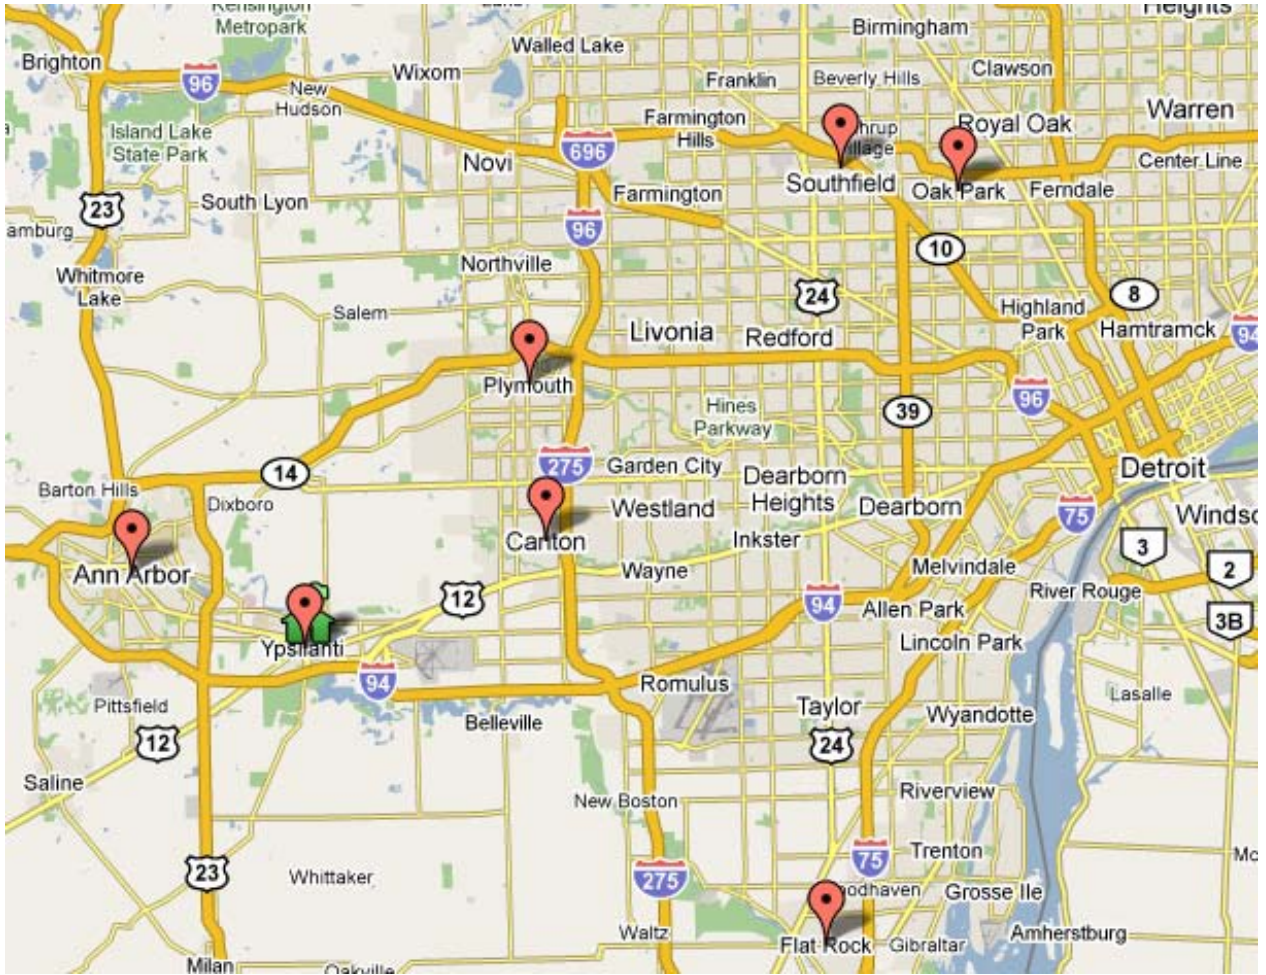 Kensington
Metropark
Heights
Birmingham
Walled Lake
Brighton
Wixom
Franklin
Beverly Hills
Clawson
96
New
Hudson
Farmington
Hills
Royal Oak
Warren
Island Lake
State Park
696
Novi
Center Line
Farmington
Southfield
Oak Park
Ferndale
23
South Lyon
96
10
Northville
Whitmore
Lake
24
8
Salem
Highland
Park
Livonia
Redford
Hamtramck
94
Plymouth
96
Hines
Parkway
39
14
275
Garden City
Dearborn
Heights
Detroit
Barton Hills
Dixboro
Westland
Dearborn
75
Canton
Inkster
3
Ann Arbor
Wayne
Melvindale
2
12
94
Allen Park
River Rouge
3B
Ypsilanti
Lincoln Park
94
Romulus
Lasalle
Pittsfield
Belleville
Taylor
Wyandotte
12
24
Saline
New Boston
Riverview
Trenton
75
23
Whittaker
275
Grosse Ile
Waltz
Flat Rock
Gibraltar
Amherstburg
Milan
Oakville